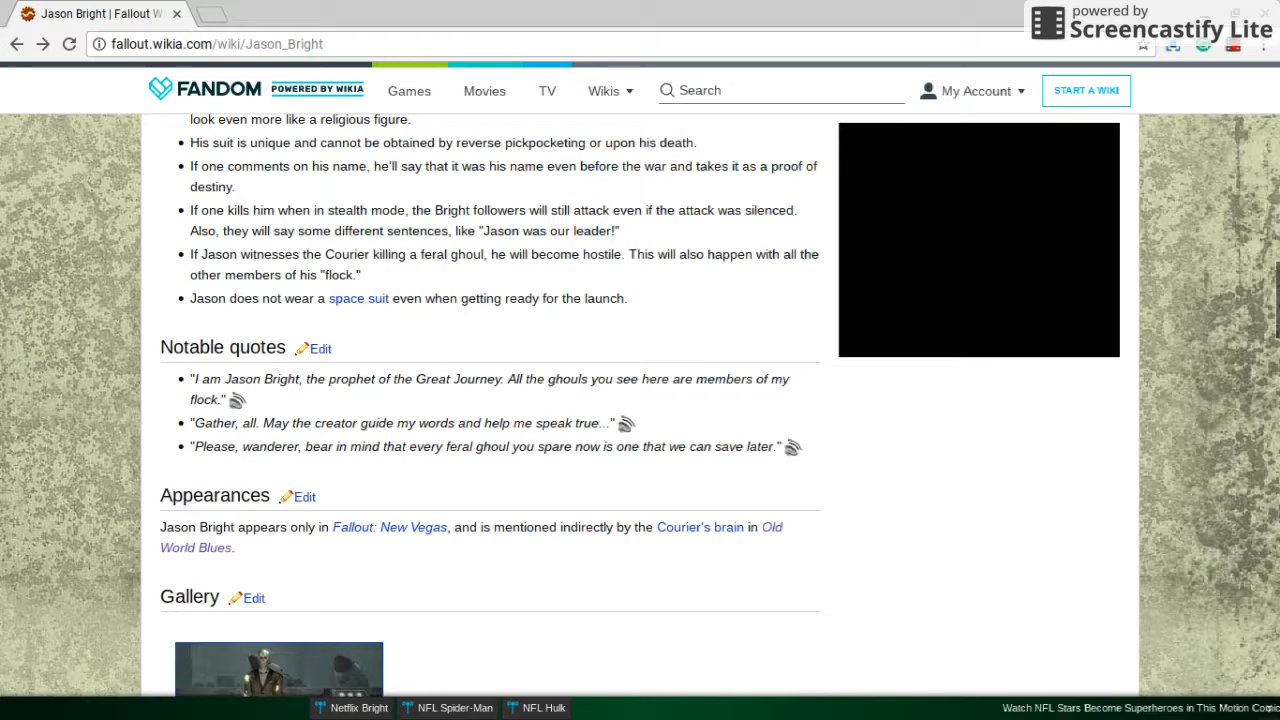 Jason Bright | Fallout W
powered by
Screencastify Lite
fallout.wikia.com/wiki/Jason_Bright
FANDOM POWERED BY WIKIA Games Movies TV Wikis Search My Account START A WIKI
look even more like a religious figure.
• His suit is unique and cannot be obtained by reverse pickpocketing or upon his death.
• If one comments on his name, he'll say that it was his name even before the war and takes it as a proof of
destiny.
• If one kills him when in stealth mode, the Bright followers will still attack even if the attack was silenced.
Also, they will say some different sentences, like "Jason was our leader!"
• If Jason witnesses the Courier killing a feral ghoul, he will become hostile. This will also happen with all the
other members of his "flock."
• Jason does not wear a space suit even when getting ready for the launch.
Notable quotes Edit
• "I am Jason Bright, the prophet of the Great Journey. All the ghouls you see here are members of my
flock."
• "Gather, all. May the creator guide my words and help me speak true..."
• "Please, wanderer, bear in mind that every feral ghoul you spare now is one that we can save later."
Appearances Edit
Jason Bright appears only in Fallout: New Vegas, and is mentioned indirectly by the Courier's brain in Old
World Blues.
Gallery Edit
Netflix Bright NFL Spider-Man NFL Hulk Watch NFL Stars Become Superheroes in This Motion